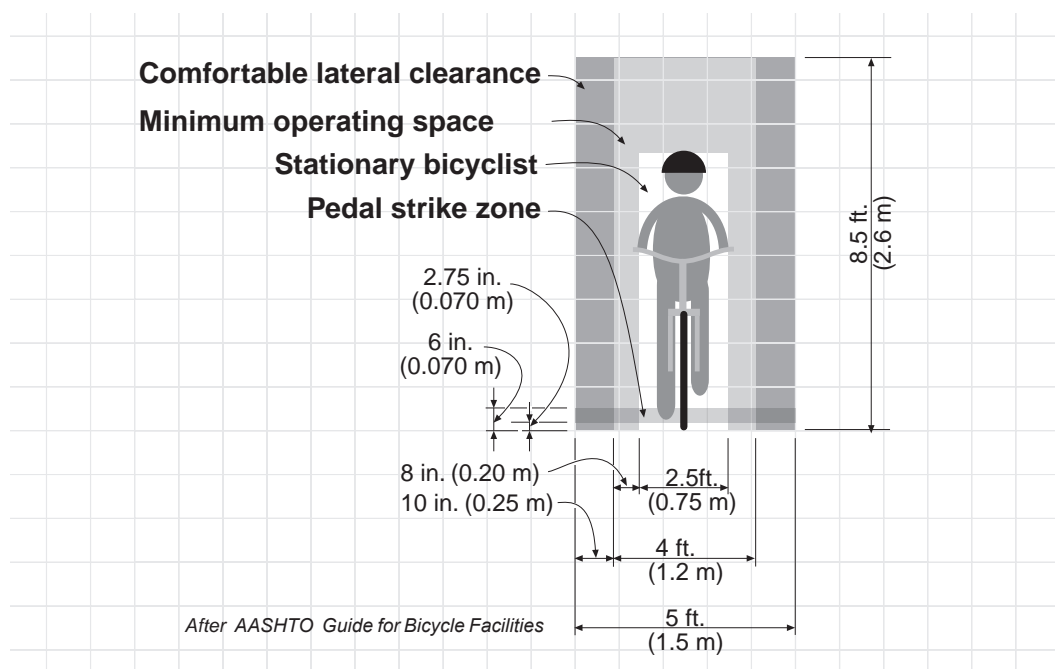 Comfortable lateral clearance
Minimum operating space
Stationary bicyclist
Pedal strike zone
8.5 ft.
(2.6 m)
2.75 in.
(0.070 m)
6 in.
(0.070 m)
8 in. (0.20 m)
2.5ft.
(0.75 m)
10 in. (0.25 m)
4 ft.
(1.2 m)
5 ft.
(1.5 m)
After AASHTO Guide for Bicycle Facilities